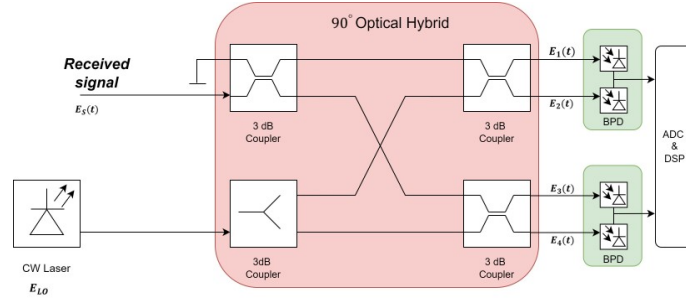 90° Optical Hybrid
Received
signal
E_S(t)
3 dB
Coupler
3 dB
Coupler
E_1(t)
E_2(t)
BPD
ADC
&
DSP
CW Laser
E_LO
3dB
Coupler
3 dB
Coupler
E_3(t)
E_4(t)
BPD